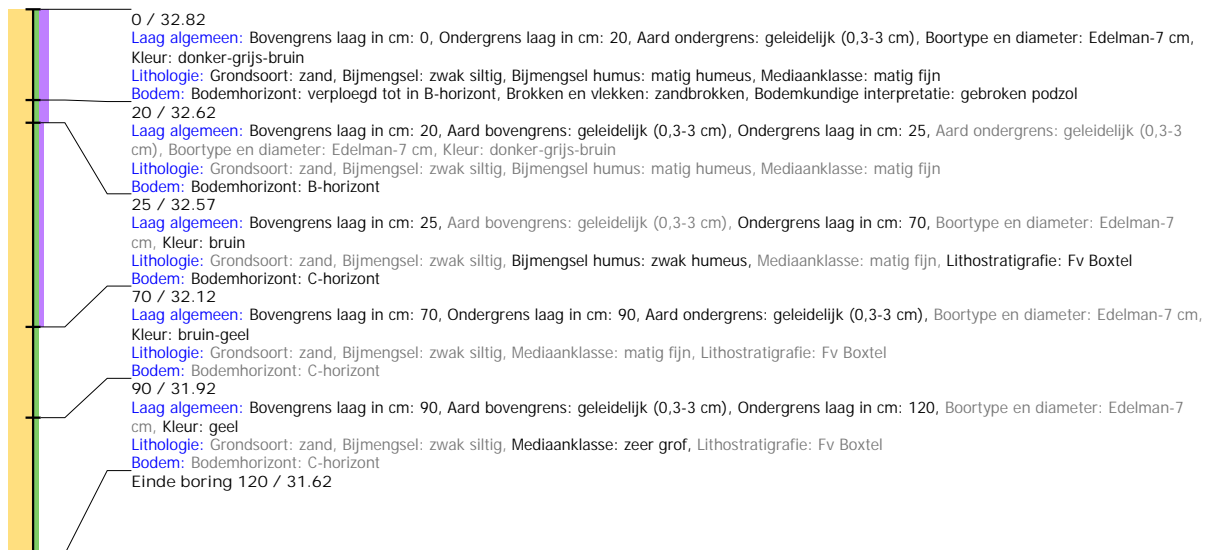 0 / 32.82
Laag algemeen: Bovengrens laag in cm: 0, Ondergrens laag in cm: 20, Aard ondergrens: geleidelijk (0,3-3 cm), Boortype en diameter: Edelman-7 cm,
Kleur: donker-grijs-bruin
Lithologie: Grondsoort: zand, Bijmengsel: zwak siltig, Bijmengsel humus: matig humeus, Mediaanklasse: matig fijn
Bodem: Bodemhorizont: verploegd tot in B-horizont, Brokken en vlekken: zandbrokken, Bodemkundige interpretatie: gebroken podzol
20 / 32.62
Laag algemeen: Bovengrens laag in cm: 20, Aard bovengrens: geleidelijk (0,3-3 cm), Ondergrens laag in cm: 25, Aard ondergrens: geleidelijk (0,3-3
cm), Boortype en diameter: Edelman-7 cm, Kleur: donker-grijs-bruin
Lithologie: Grondsoort: zand, Bijmengsel: zwak siltig, Bijmengsel humus: matig humeus, Mediaanklasse: matig fijn
Bodem: Bodemhorizont: B-horizont
25 / 32.57
Laag algemeen: Bovengrens laag in cm: 25, Aard bovengrens: geleidelijk (0,3-3 cm), Ondergrens laag in cm: 70, Boortype en diameter: Edelman-7
cm, Kleur: bruin
Lithologie: Grondsoort: zand, Bijmengsel: zwak siltig, Bijmengsel humus: zwak humeus, Mediaanklasse: matig fijn, Lithostratigrafie: Fv Boxtel
Bodem: Bodemhorizont: C-horizont
70 / 32.12
Laag algemeen: Bovengrens laag in cm: 70, Ondergrens laag in cm: 90, Aard ondergrens: geleidelijk (0,3-3 cm), Boortype en diameter: Edelman-7 cm,
Kleur: bruin-geel
Lithologie: Grondsoort: zand, Bijmengsel: zwak siltig, Mediaanklasse: matig fijn, Lithostratigrafie: Fv Boxtel
Bodem: Bodemhorizont: C-horizont
90 / 31.92
Laag algemeen: Bovengrens laag in cm: 90, Aard bovengrens: geleidelijk (0,3-3 cm), Ondergrens laag in cm: 120, Boortype en diameter: Edelman-7
cm, Kleur: geel
Lithologie: Grondsoort: zand, Bijmengsel: zwak siltig, Mediaanklasse: zeer grof, Lithostratigrafie: Fv Boxtel
Bodem: Bodemhorizont: C-horizont
Einde boring 120 / 31.62